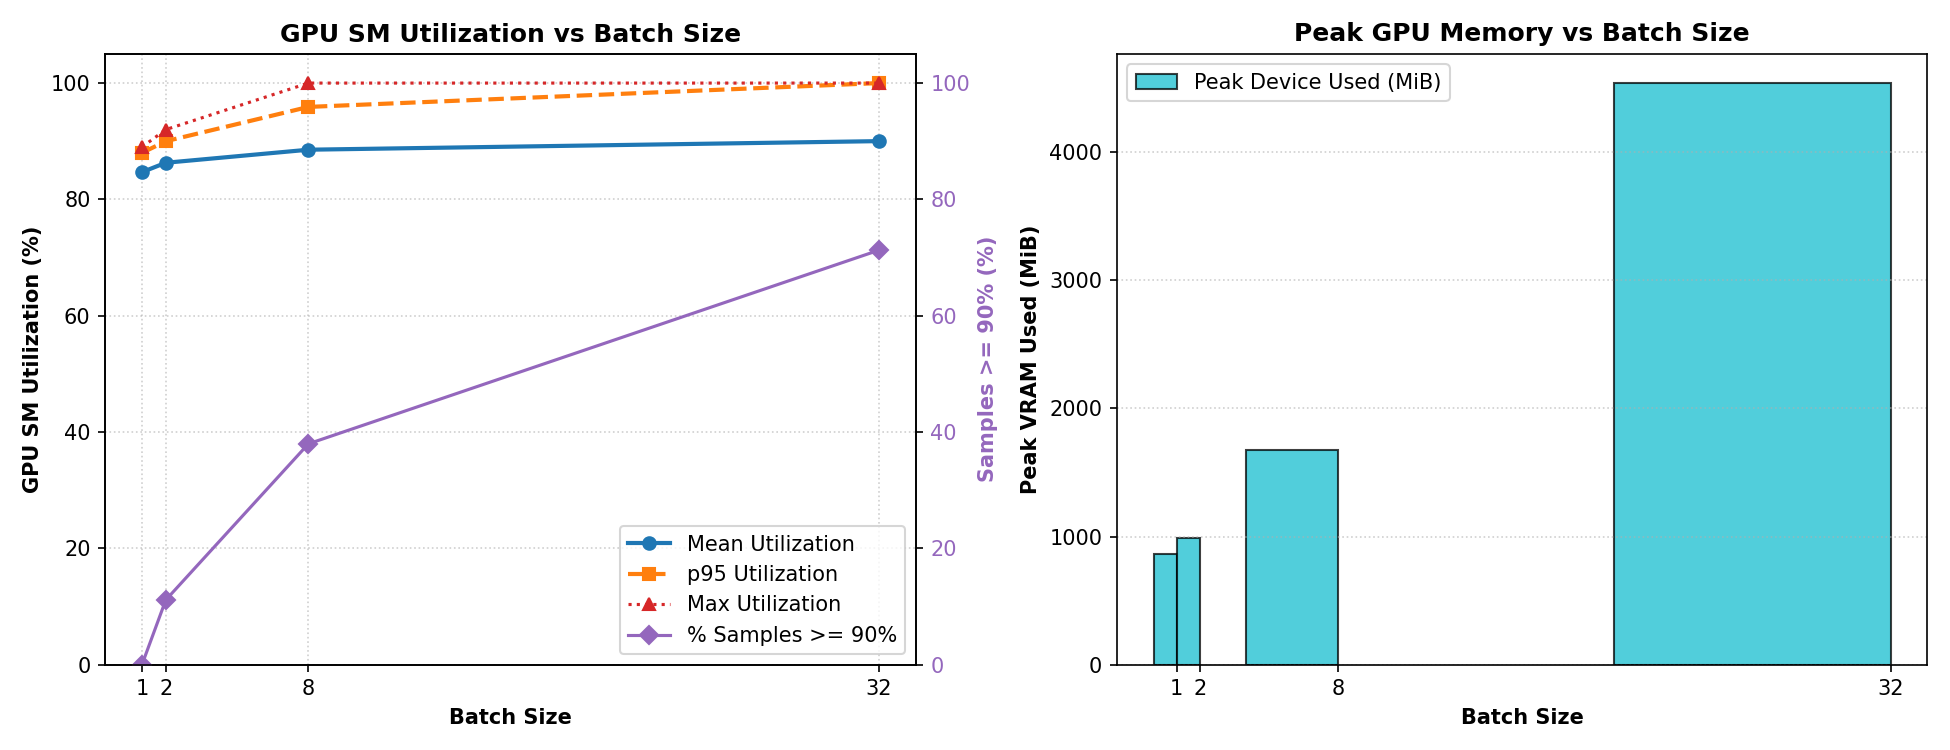 GPU SM Utilization vs Batch Size
GPU SM Utilization (%)
100
80
60
40
20
0
100
80
60
40
20
0
Samples >= 90% (%)
Mean Utilization
p95 Utilization
Max Utilization
% Samples >= 90%
1 2 8 32
Batch Size
Peak GPU Memory vs Batch Size
Peak VRAM Used (MiB)
Peak Device Used (MiB)
4000
3000
2000
1000
0
1 2 8 32
Batch Size